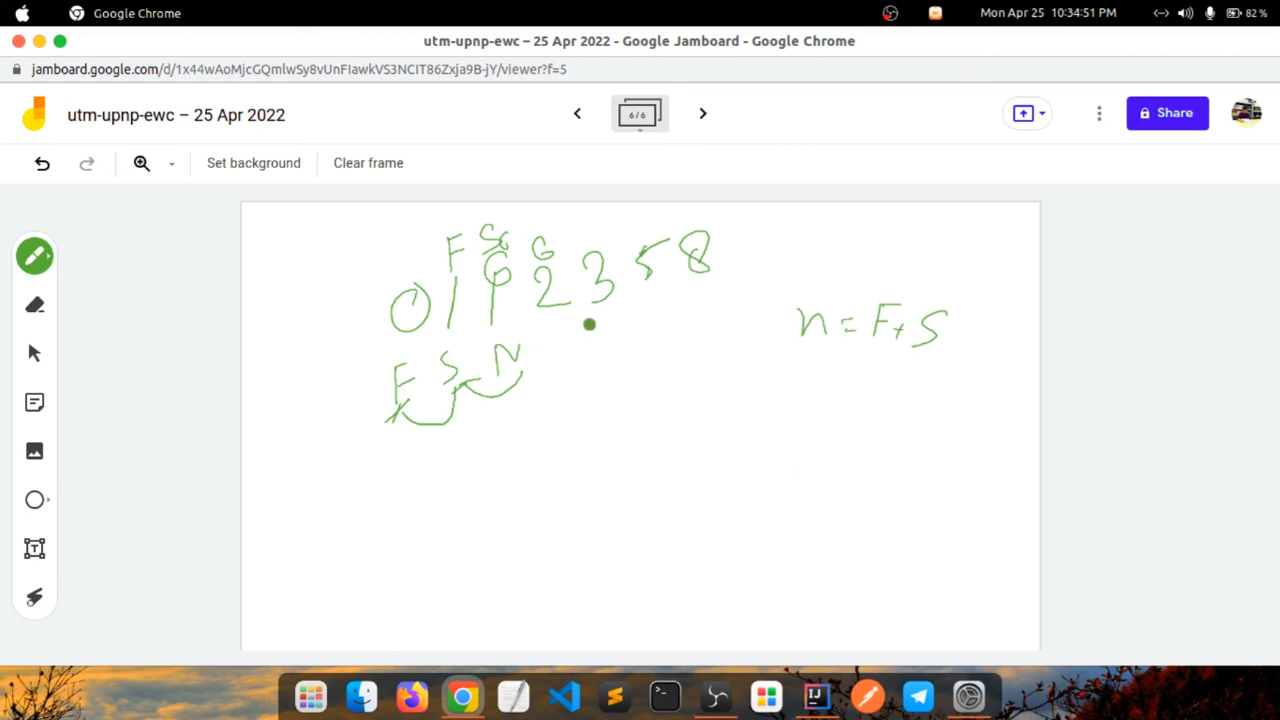 Google Chrome
Mon Apr 25 10:34:51 PM
82 %
utm-upnp-ewc – 25 Apr 2022 - Google Jamboard - Google Chrome
jamboard.google.com/d/1x44wAoMjcGQmlwSy8vUnFIawkVS3NCIT86Zxja9B-jY/viewer?f=5
utm-upnp-ewc – 25 Apr 2022
6 / 6
Share
Set background
Clear frame
F S G
0 1 1 2 3 5 8
n = F + S
F S N